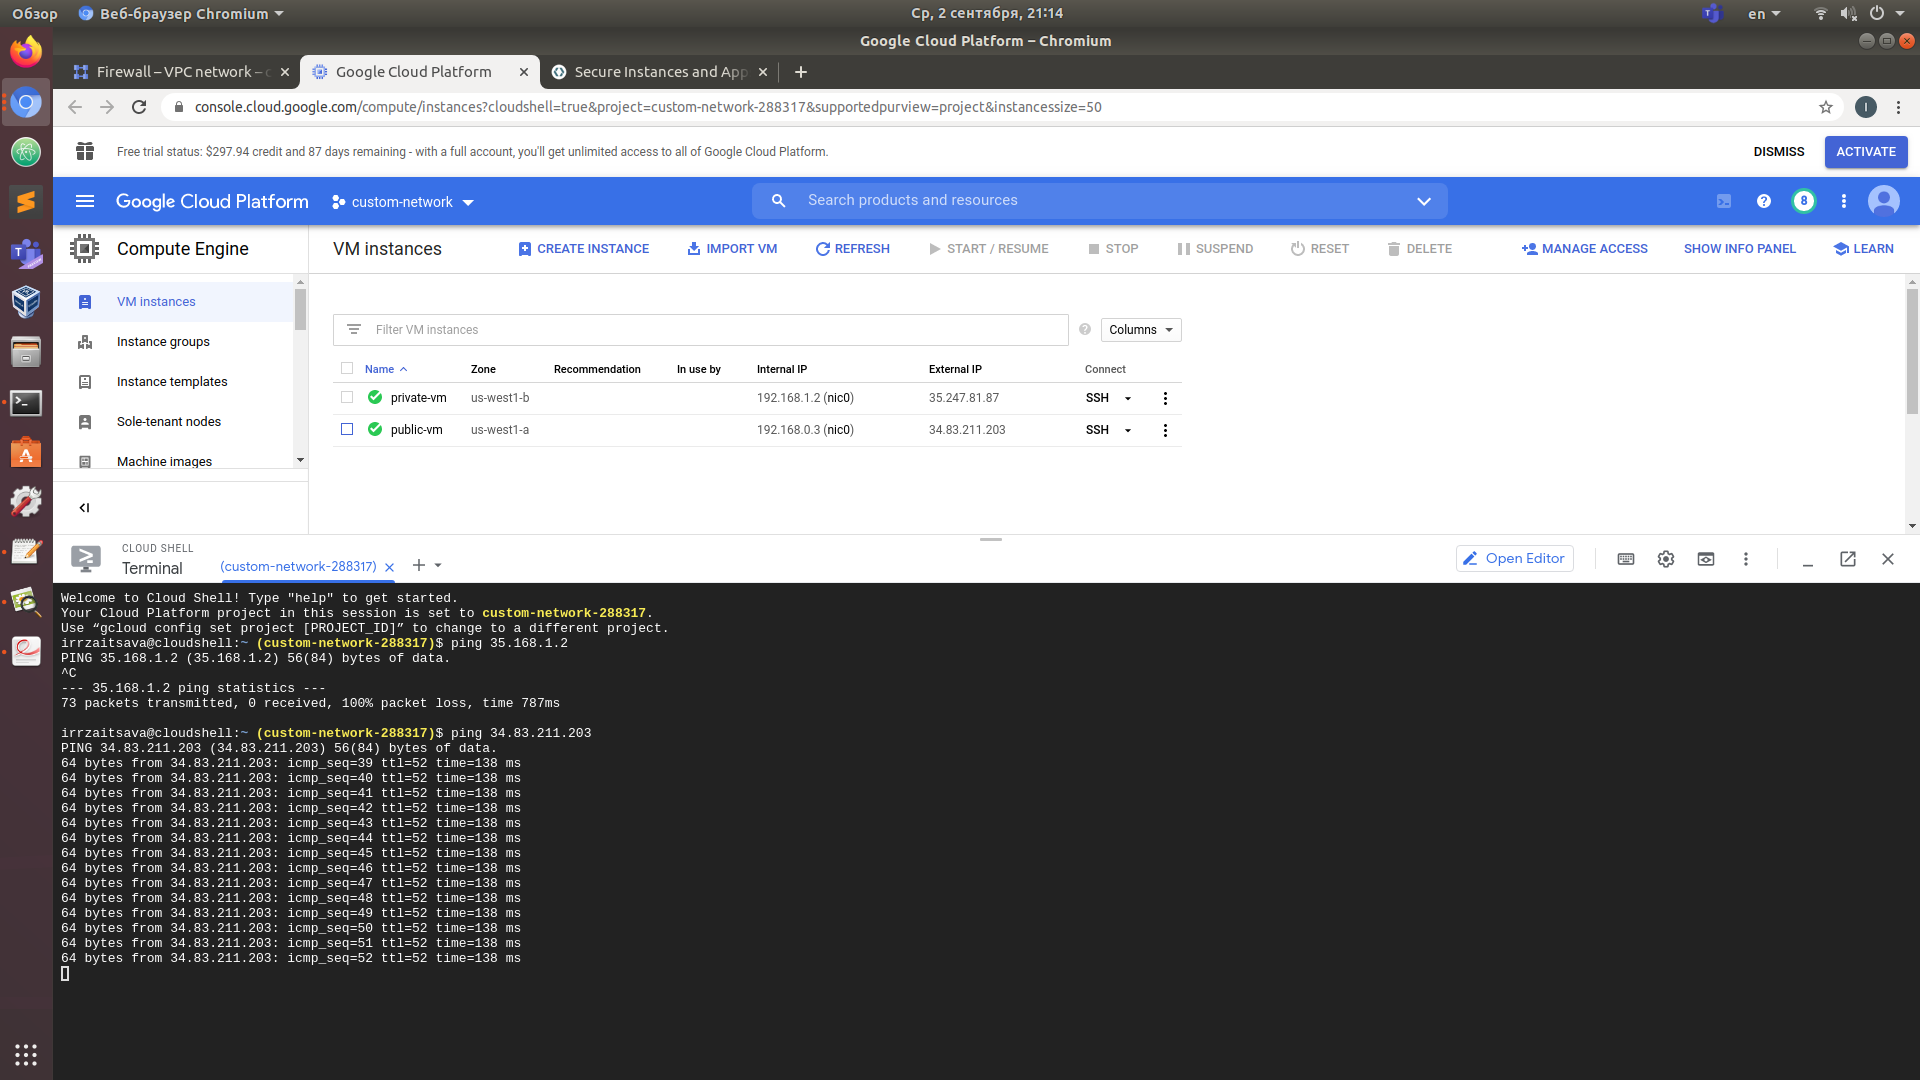 Обзор
Веб-браузер Chromium
Ср, 2 сентября, 21:14
en
Google Cloud Platform – Chromium
Firewall – VPC network –
Google Cloud Platform
Secure Instances and App
console.cloud.google.com/compute/instances?cloudshell=true&project=custom-network-288317&supportedpurview=project&instancessize=50
I
Free trial status: $297.94 credit and 87 days remaining - with a full account, you'll get unlimited access to all of Google Cloud Platform.
DISMISS
ACTIVATE
Google Cloud Platform
custom-network
Search products and resources
8
Compute Engine
VM instances
CREATE INSTANCE
IMPORT VM
REFRESH
START / RESUME
STOP
SUSPEND
RESET
DELETE
MANAGE ACCESS
SHOW INFO PANEL
LEARN
VM instances
Instance groups
Instance templates
Sole-tenant nodes
Machine images
Filter VM instances
Columns
Name Zone Recommendation In use by Internal IP External IP Connect
private-vm us-west1-b 192.168.1.2 (nic0) 35.247.81.87 SSH
public-vm us-west1-a 192.168.0.3 (nic0) 34.83.211.203 SSH
CLOUD SHELL
Terminal
(custom-network-288317)
Open Editor
Welcome to Cloud Shell! Type "help" to get started.
Your Cloud Platform project in this session is set to custom-network-288317.
Use “gcloud config set project [PROJECT_ID]” to change to a different project.
irrzaitsava@cloudshell:~ (custom-network-288317)$ ping 35.168.1.2
PING 35.168.1.2 (35.168.1.2) 56(84) bytes of data.
^C
--- 35.168.1.2 ping statistics ---
73 packets transmitted, 0 received, 100% packet loss, time 787ms
irrzaitsava@cloudshell:~ (custom-network-288317)$ ping 34.83.211.203
PING 34.83.211.203 (34.83.211.203) 56(84) bytes of data.
64 bytes from 34.83.211.203: icmp_seq=39 ttl=52 time=138 ms
64 bytes from 34.83.211.203: icmp_seq=40 ttl=52 time=138 ms
64 bytes from 34.83.211.203: icmp_seq=41 ttl=52 time=138 ms
64 bytes from 34.83.211.203: icmp_seq=42 ttl=52 time=138 ms
64 bytes from 34.83.211.203: icmp_seq=43 ttl=52 time=138 ms
64 bytes from 34.83.211.203: icmp_seq=44 ttl=52 time=138 ms
64 bytes from 34.83.211.203: icmp_seq=45 ttl=52 time=138 ms
64 bytes from 34.83.211.203: icmp_seq=46 ttl=52 time=138 ms
64 bytes from 34.83.211.203: icmp_seq=47 ttl=52 time=138 ms
64 bytes from 34.83.211.203: icmp_seq=48 ttl=52 time=138 ms
64 bytes from 34.83.211.203: icmp_seq=49 ttl=52 time=138 ms
64 bytes from 34.83.211.203: icmp_seq=50 ttl=52 time=138 ms
64 bytes from 34.83.211.203: icmp_seq=51 ttl=52 time=138 ms
64 bytes from 34.83.211.203: icmp_seq=52 ttl=52 time=138 ms